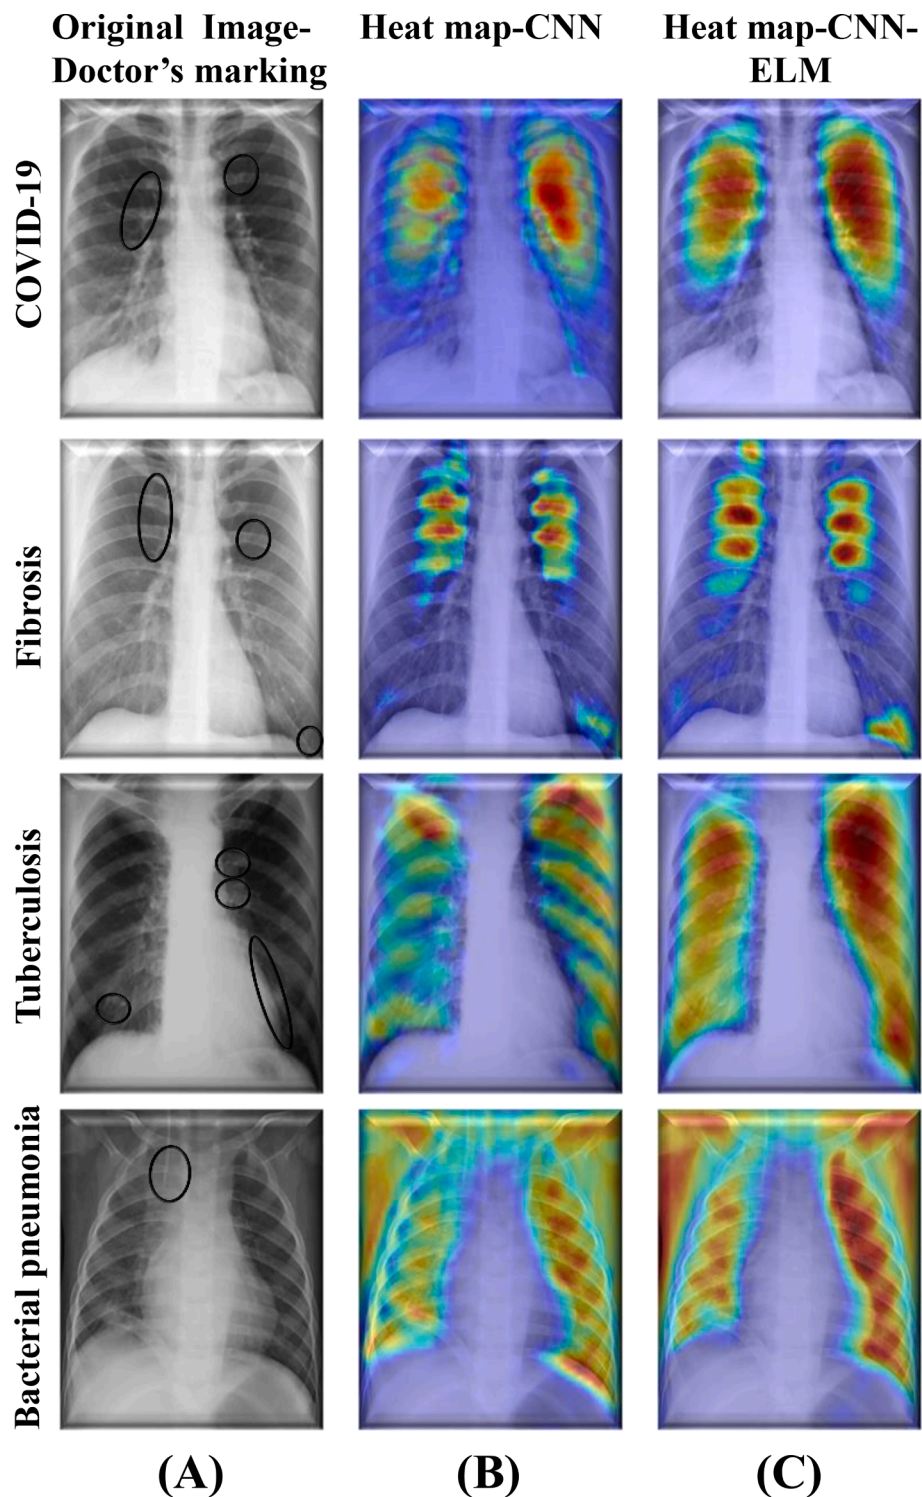 Original Image-
Doctor's marking
Heat map-CNN
Heat map-CNN-
ELM
COVID-19
Fibrosis
Tuberculosis
Bacterial pneumonia
(A)
(B)
(C)